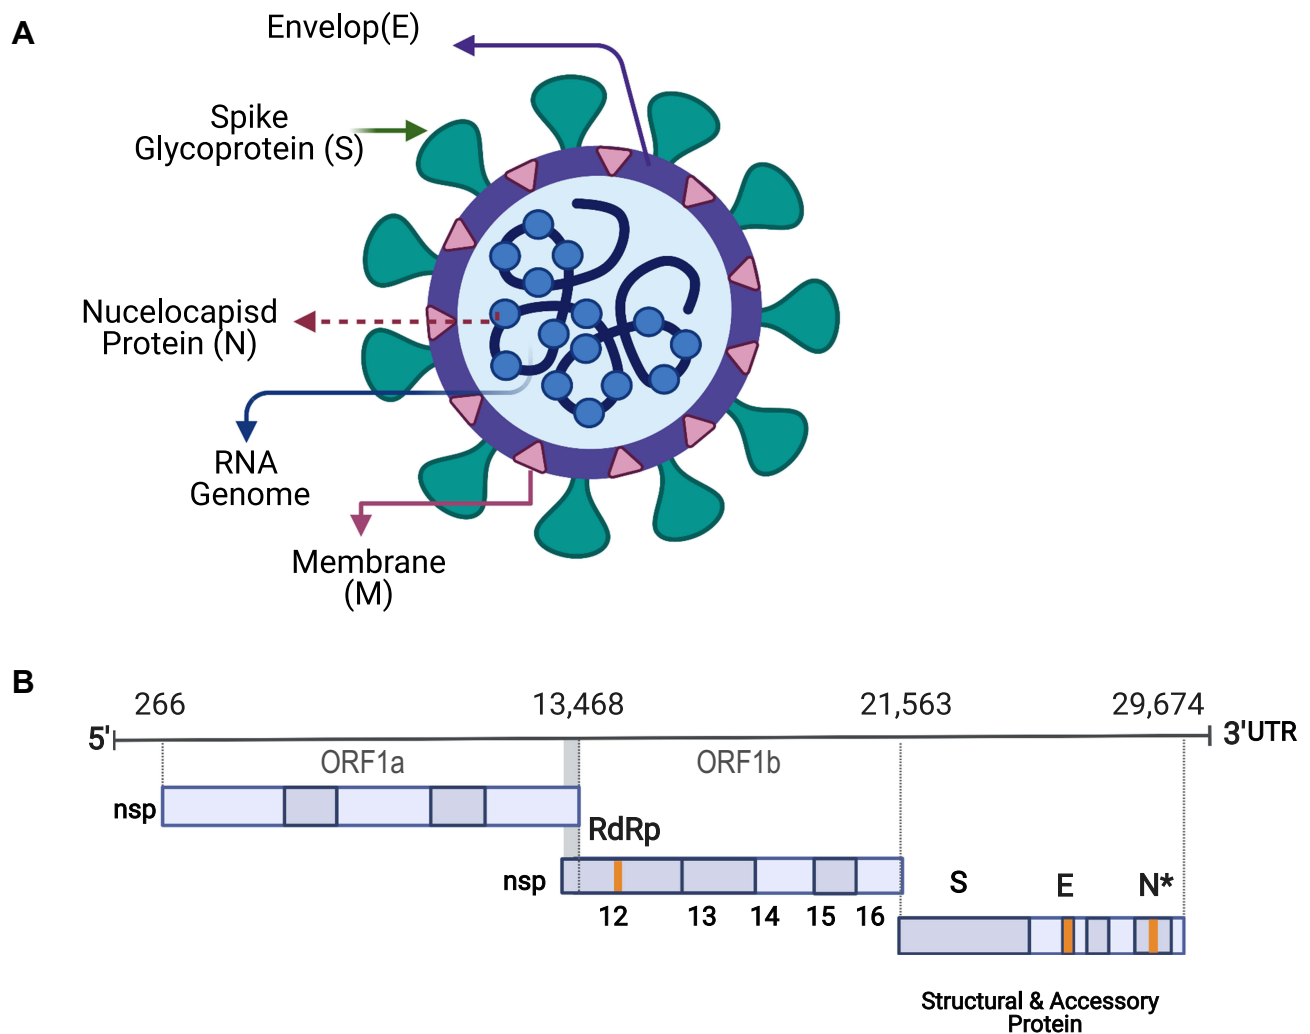 A
Envelop(E)
Spike
Glycoprotein (S)
Nucelocapisd
Protein (N)
RNA
Genome
Membrane
(M)
B
266 13,468 21,563 29,674
5' 3'UTR
ORF1a ORF1b
nsp
RdRp
nsp
S E N*
12 13 14 15 16
Structural & Accessory
Protein